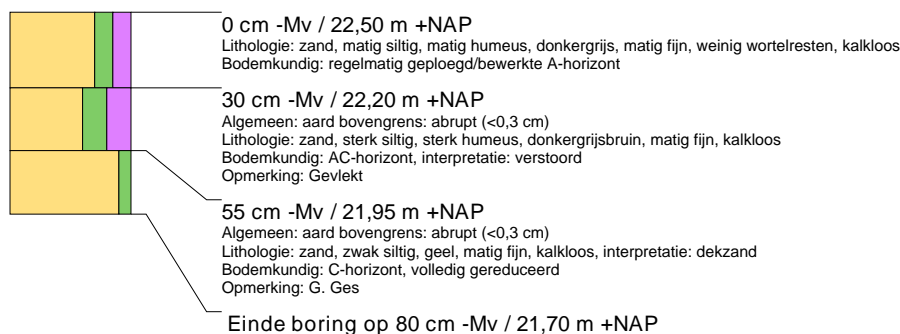 0 cm -Mv / 22,50 m +NAP
Lithologie: zand, matig siltig, matig humeus, donkergrijs, matig fijn, weinig wortelresten, kalkloos
Bodemkundig: regelmatig geploegd/bewerkte A-horizont
30 cm -Mv / 22,20 m +NAP
Algemeen: aard bovengrens: abrupt (<0,3 cm)
Lithologie: zand, sterk siltig, sterk humeus, donkergrijsbruin, matig fijn, kalkloos
Bodemkundig: AC-horizont, interpretatie: verstoord
Opmerking: Gevlekt
55 cm -Mv / 21,95 m +NAP
Algemeen: aard bovengrens: abrupt (<0,3 cm)
Lithologie: zand, zwak siltig, geel, matig fijn, kalkloos, interpretatie: dekzand
Bodemkundig: C-horizont, volledig gereduceerd
Opmerking: G. Ges
Einde boring op 80 cm -Mv / 21,70 m +NAP